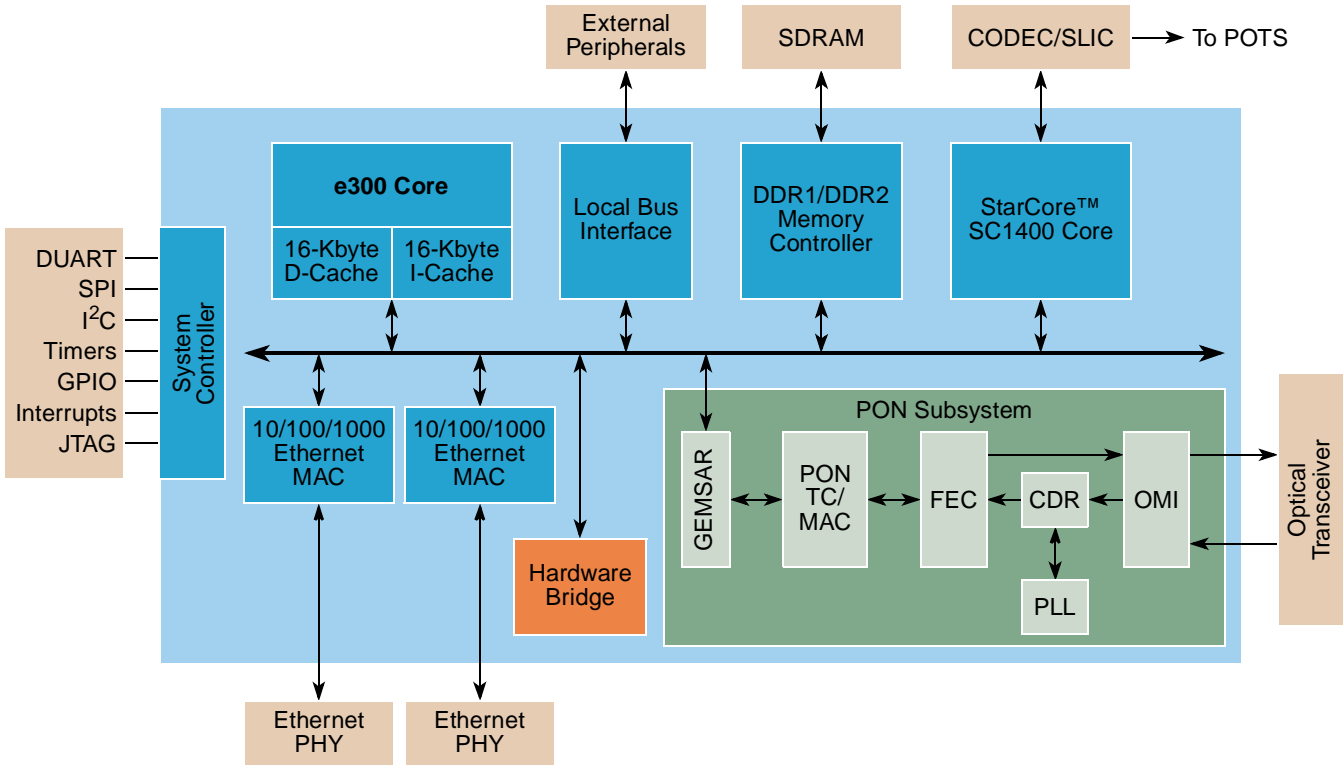 External
Peripherals
SDRAM
CODEC/SLIC
To POTS
e300 Core
16-Kbyte
D-Cache
16-Kbyte
I-Cache
Local Bus
Interface
DDR1/DDR2
Memory
Controller
StarCore™
SC1400 Core
DUART
SPI
I²C
Timers
GPIO
Interrupts
JTAG
System
Controller
10/100/1000
Ethernet
MAC
10/100/1000
Ethernet
MAC
Hardware
Bridge
PON Subsystem
GEMSAR
PON
TC/
MAC
FEC
CDR
OMI
PLL
Optical
Transceiver
Ethernet
PHY
Ethernet
PHY